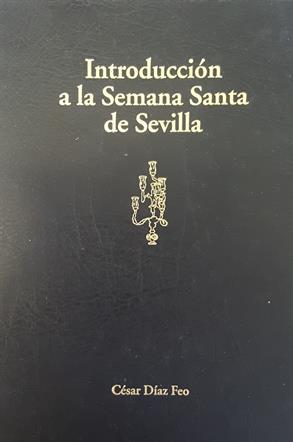 Introducción
a la Semana Santa
de Sevilla
César Díaz Feo